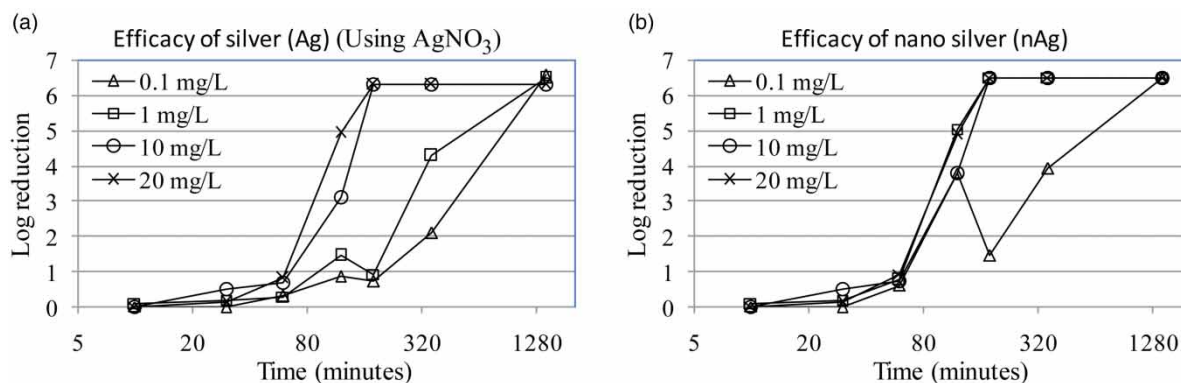 (a)
Efficacy of silver (Ag) (Using AgNO₃)
7
6
5
4
3
2
1
0
Log reduction
0.1 mg/L
1 mg/L
10 mg/L
20 mg/L
5 20 80 320 1280
Time (minutes)
(b)
Efficacy of nano silver (nAg)
7
6
5
4
3
2
1
0
Log reduction
0.1 mg/L
1 mg/L
10 mg/L
20 mg/L
5 20 80 320 1280
Time (minutes)